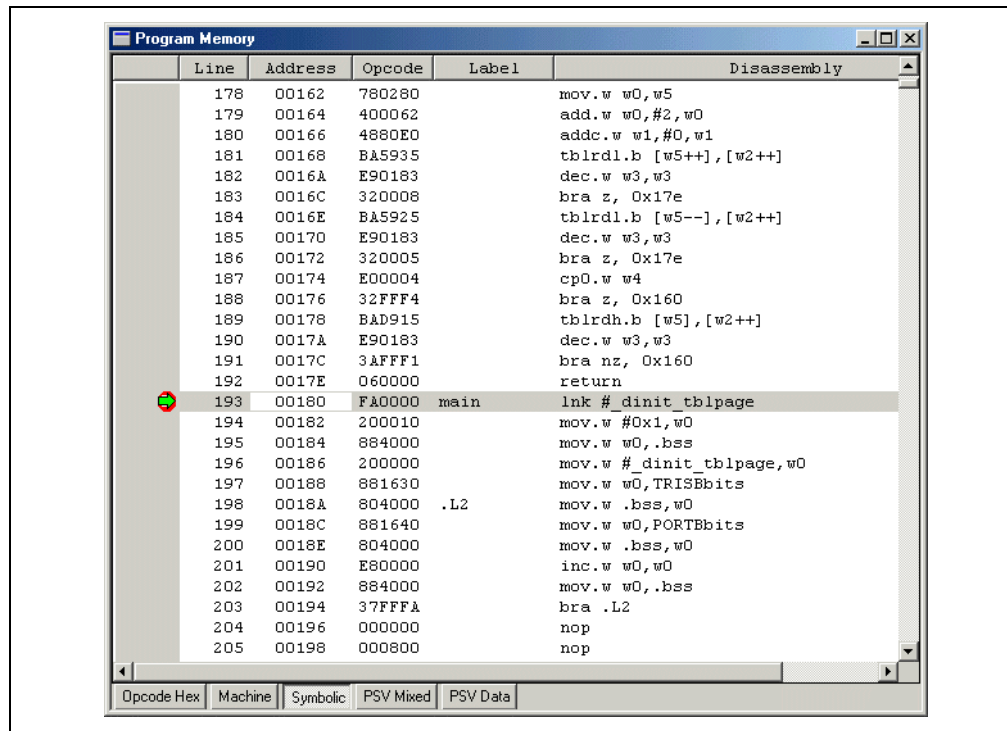 Program Memory
Line Address Opcode Label Disassembly
178 00162 780280 mov.w w0,w5
179 00164 400062 add.w w0,#2,w0
180 00166 4880E0 addc.w w1,#0,w1
181 00168 BA5935 tblrdl.b [w5++],[w2++]
182 0016A E90183 dec.w w3,w3
183 0016C 320008 bra z, 0x17e
184 0016E BA5925 tblrdl.b [w5--],[w2++]
185 00170 E90183 dec.w w3,w3
186 00172 320005 bra z, 0x17e
187 00174 E00004 cp0.w w4
188 00176 32FFF4 bra z, 0x160
189 00178 BAD915 tblrdh.b [w5],[w2++]
190 0017A E90183 dec.w w3,w3
191 0017C 3AFFF1 bra nz, 0x160
192 0017E 060000 return
193 00180 FA0000 main lnk #_dinit_tblpage
194 00182 200010 mov.w #0x1,w0
195 00184 884000 mov.w w0,.bss
196 00186 200000 mov.w #_dinit_tblpage,w0
197 00188 881630 mov.w w0,TRISBbits
198 0018A 804000 .L2 mov.w .bss,w0
199 0018C 881640 mov.w w0,PORTBbits
200 0018E 804000 mov.w .bss,w0
201 00190 E80000 inc.w w0,w0
202 00192 884000 mov.w w0,.bss
203 00194 37FFFA bra .L2
204 00196 000000 nop
205 00198 000800 nop
Opcode Hex Machine Symbolic PSV Mixed PSV Data